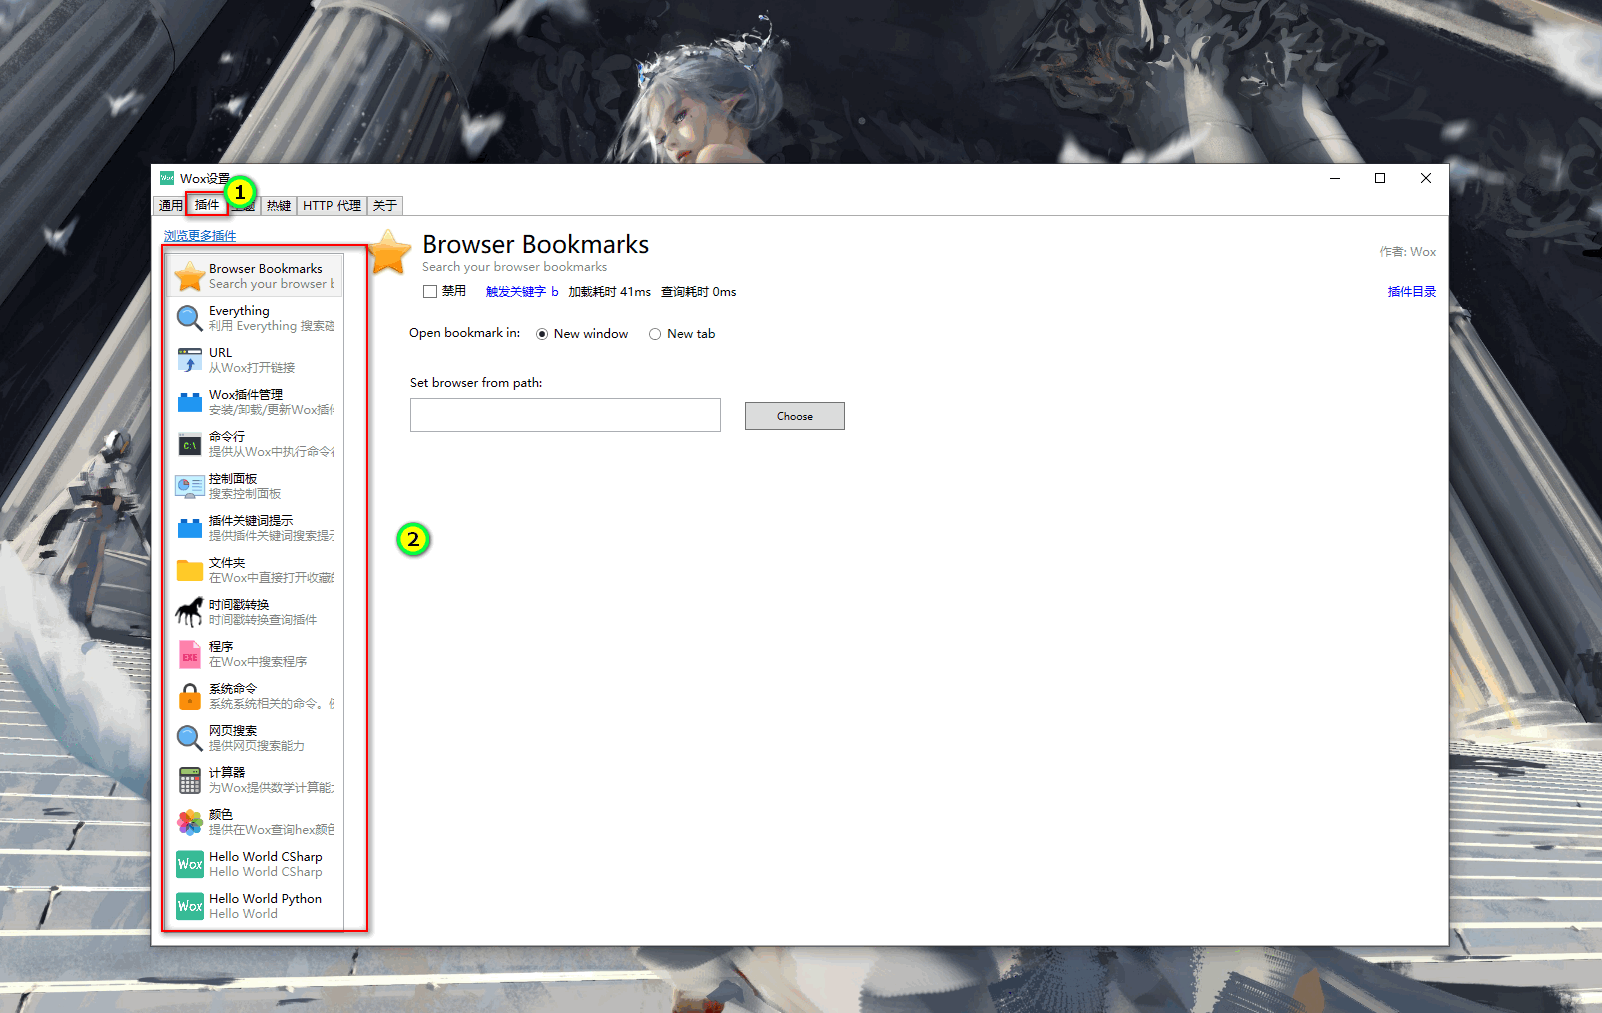 Wox设置
1
通用 插件 主题 热键 HTTP 代理 关于
浏览更多插件
Browser Bookmarks
Search your browser b
Everything
利用 Everything 搜索磁
URL
从Wox打开链接
Wox插件管理
安装/卸载/更新Wox插件
命令行
提供从Wox中执行命令行
控制面板
搜索控制面板
插件关键词提示
提供插件关键词搜索提示
文件夹
在Wox中直接打开收藏的
时间戳转换
时间戳转换查询插件
程序
在Wox中搜索程序
系统命令
系统系统相关的命令。例
网页搜索
提供网页搜索能力
计算器
为Wox提供数学计算能力
颜色
提供在Wox查询hex颜色
Hello World CSharp
Hello World CSharp
Hello World Python
Hello World
Browser Bookmarks
作者: Wox
Search your browser bookmarks
禁用 触发关键字 b 加载耗时 41ms 查询耗时 0ms
插件目录
Open bookmark in: New window New tab
Set browser from path:
Choose
2